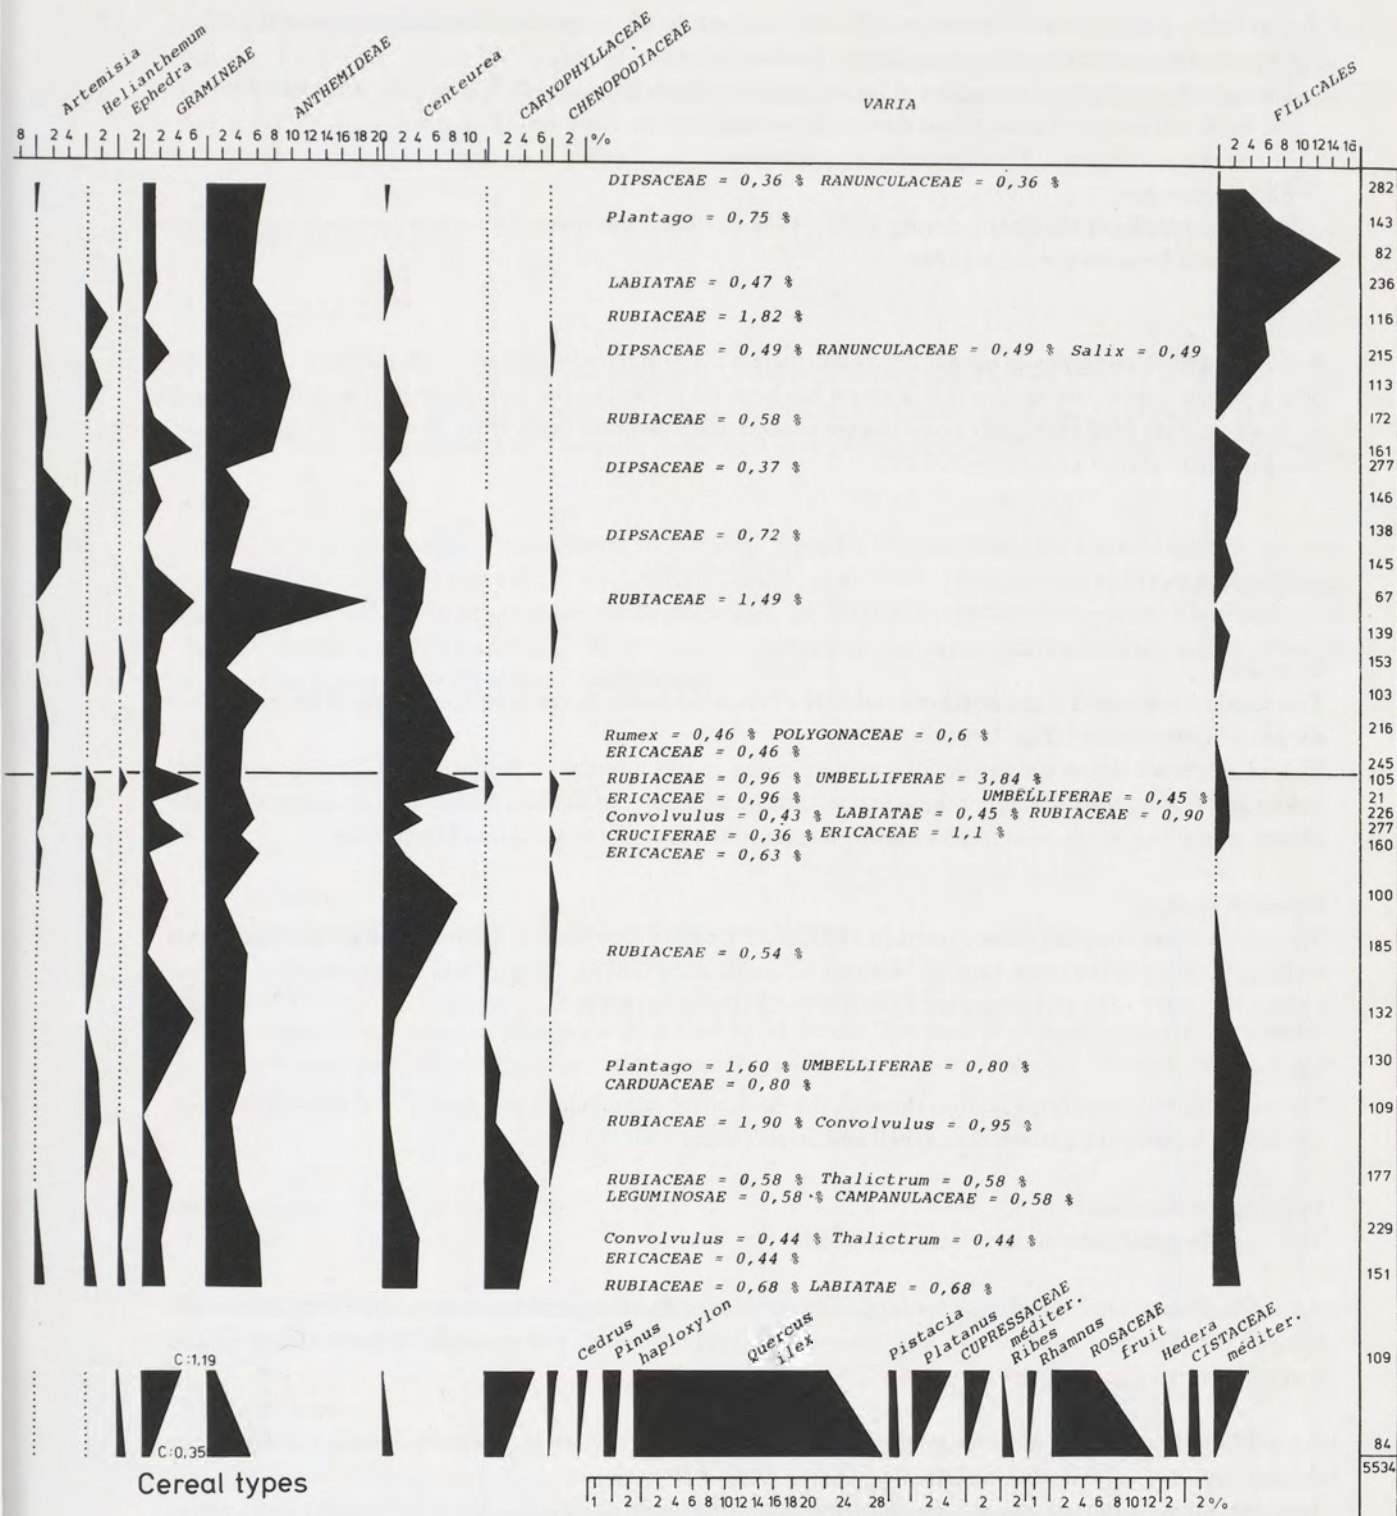 Artemisia Helianthemum Ephedra GRAMINEAE ANTHEMIDEAE Centeurea CARYOPHYLLACEAE CHENOPODIACEAE VARIA FILICALES
8 2 4 2 2 2 4 6 2 4 6 8 10 12 14 16 18 20 2 4 6 8 10 2 4 6 2 % 2 4 6 8 10 12 14 16
DIPSACEAE = 0,36 % RANUNCULACEAE = 0,36 % 282
Plantago = 0,75 % 143
82
LABIATAE = 0,47 % 236
RUBIACEAE = 1,82 % 116
DIPSACEAE = 0,49 % RANUNCULACEAE = 0,49 % Salix = 0,49 215
113
RUBIACEAE = 0,58 % 172
161
DIPSACEAE = 0,37 % 277
146
DIPSACEAE = 0,72 % 138
145
RUBIACEAE = 1,49 % 67
139
153
103
Rumex = 0,46 % POLYGONACEAE = 0,6 % 216
ERICACEAE = 0,46 %
245
RUBIACEAE = 0,96 % UMBELLIFERAE = 3,84 % 105
ERICACEAE = 0,96 % UMBELLIFERAE = 0,45 % 21
Convolvulus = 0,43 % LABIATAE = 0,45 % RUBIACEAE = 0,90 226
CRUCIFERAE = 0,36 % ERICACEAE = 1,1 % 277
ERICACEAE = 0,63 % 160
100
RUBIACEAE = 0,54 % 185
132
Plantago = 1,60 % UMBELLIFERAE = 0,80 % 130
CARDUACEAE = 0,80 %
RUBIACEAE = 1,90 % Convolvulus = 0,95 % 109
RUBIACEAE = 0,58 % Thalictrum = 0,58 % 177
LEGUMINOSAE = 0,58 % CAMPANULACEAE = 0,58 %
Convolvulus = 0,44 % Thalictrum = 0,44 % 229
ERICACEAE = 0,44 %
RUBIACEAE = 0,68 % LABIATAE = 0,68 % 151
Cedrus Pinus haploxylon Quercus ilex Pistacia Platanus CUPRESSACEAE méditer. Ribes Rhamnus ROSACEAE fruit Hedera CISTACEAE méditer.
C:1,19 109
C:0,35 84
Cereal types 5534
1 2 2 4 6 8 10 12 14 16 18 20 24 28 2 4 2 2 1 2 4 6 8 10 12 2 2 %